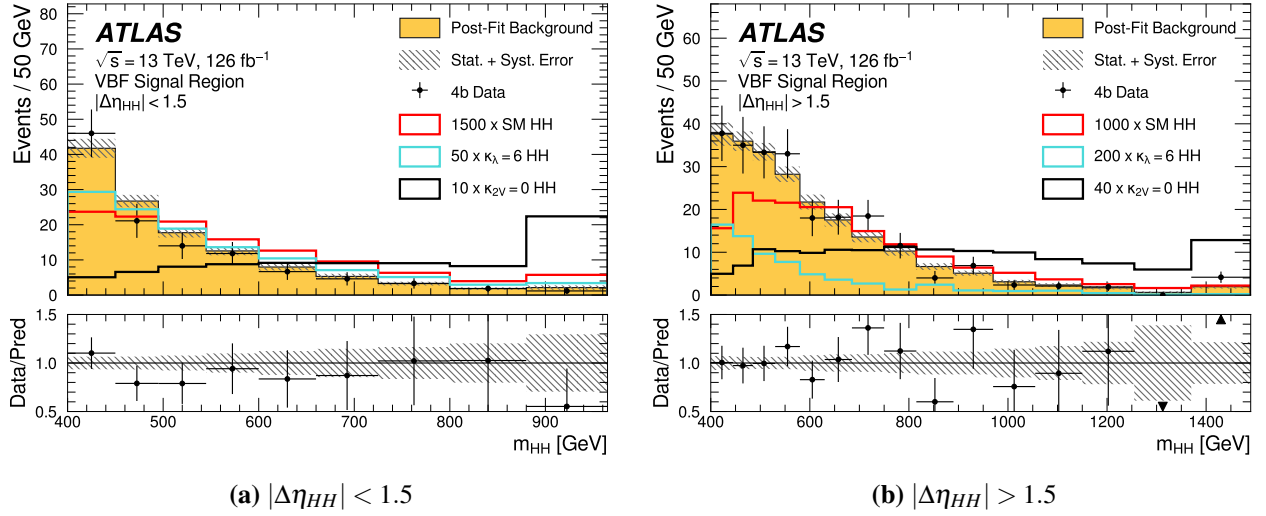 ATLAS
√s = 13 TeV, 126 fb⁻¹
VBF Signal Region
|Δη_HH| < 1.5
Post-Fit Background
Stat. + Syst. Error
4b Data
1500 x SM HH
50 x κ_λ = 6 HH
10 x κ_2V = 0 HH
Events / 50 GeV
80
70
60
50
40
30
20
10
0
Data/Pred
1.5
1.0
0.5
400 500 600 700 800 900
m_HH [GeV]
(a) |Δη_HH| < 1.5
ATLAS
√s = 13 TeV, 126 fb⁻¹
VBF Signal Region
|Δη_HH| > 1.5
Post-Fit Background
Stat. + Syst. Error
4b Data
1000 x SM HH
200 x κ_λ = 6 HH
40 x κ_2V = 0 HH
Events / 50 GeV
60
50
40
30
20
10
0
Data/Pred
1.5
1.0
0.5
400 600 800 1000 1200 1400
m_HH [GeV]
(b) |Δη_HH| > 1.5